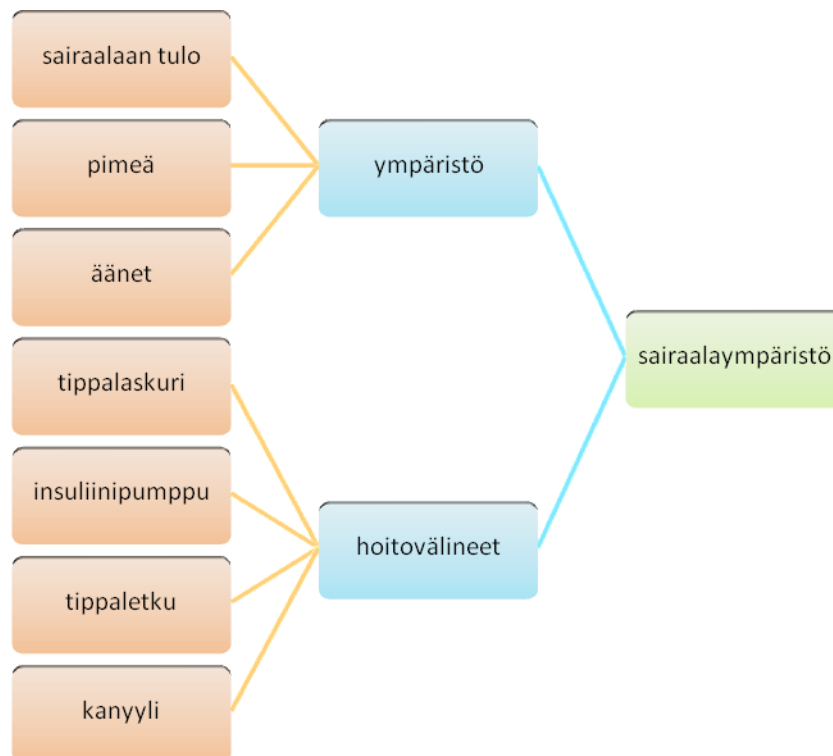 sairaalaan tulo
pimeä
äänet
tippalaskuri
insuliinipumppu
tippaletku
kanyyli
ympäristö
hoitovälineet
sairaalaympäristö